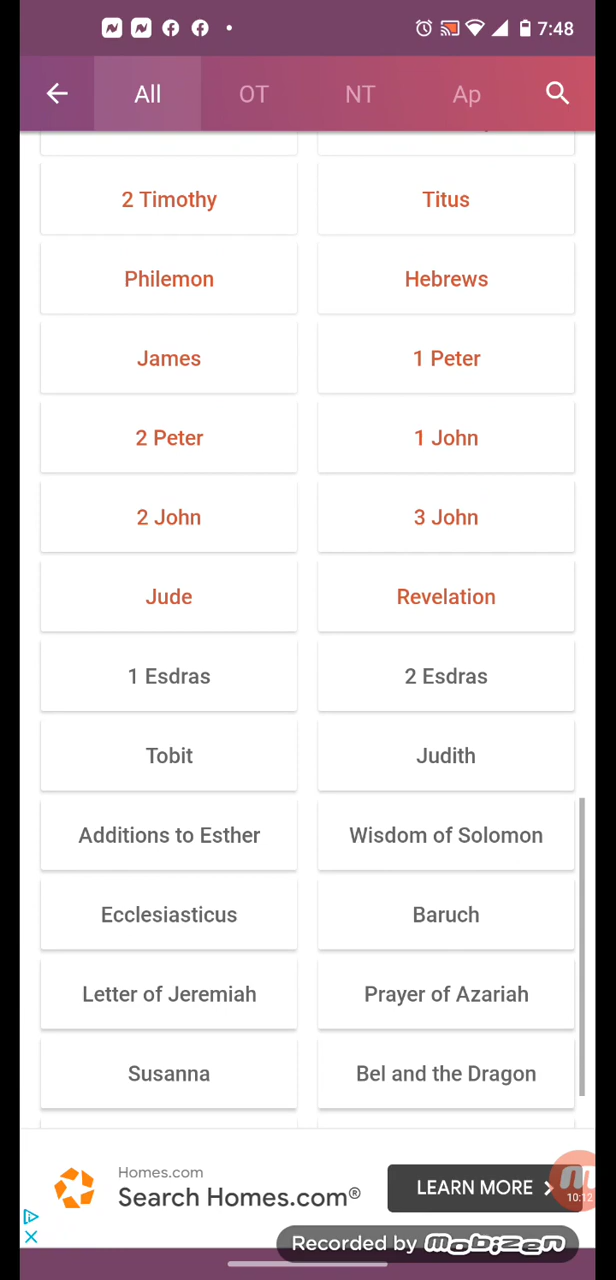 7:48
All OT NT Ap
2 Timothy Titus
Philemon Hebrews
James 1 Peter
2 Peter 1 John
2 John 3 John
Jude Revelation
1 Esdras 2 Esdras
Tobit Judith
Additions to Esther Wisdom of Solomon
Ecclesiasticus Baruch
Letter of Jeremiah Prayer of Azariah
Susanna Bel and the Dragon
Homes.com
Search Homes.com®
LEARN MORE
10:12
Recorded by mobizen